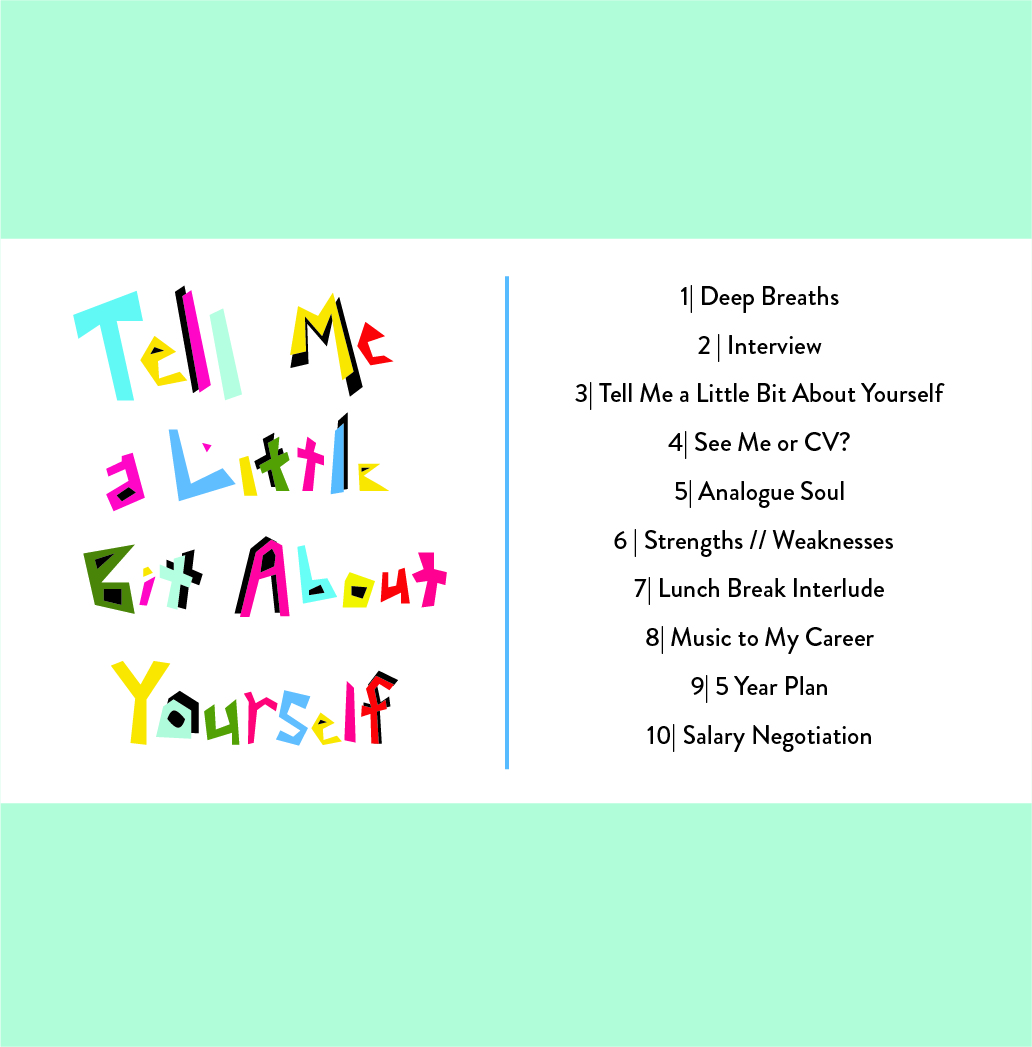 Tell Me
a Little
Bit About
Yourself
1| Deep Breaths
2 | Interview
3| Tell Me a Little Bit About Yourself
4| See Me or CV?
5| Analogue Soul
6 | Strengths // Weaknesses
7| Lunch Break Interlude
8| Music to My Career
9| 5 Year Plan
10| Salary Negotiation